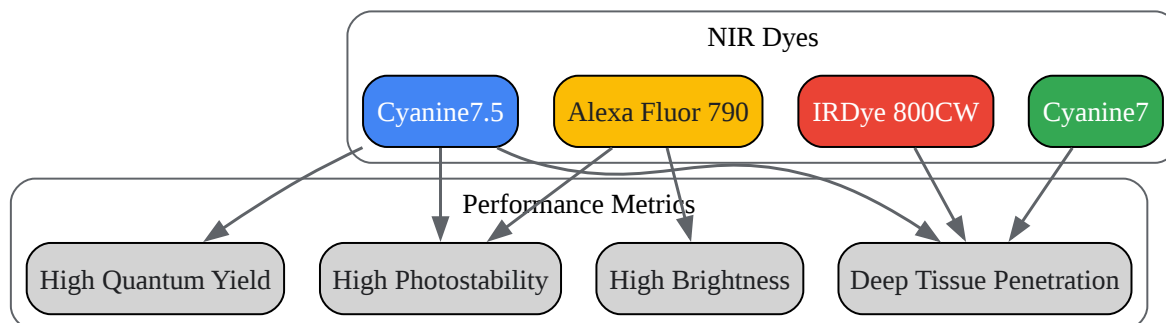 NIR Dyes
Cyanine7.5
Alexa Fluor 790
IRDye 800CW
Cyanine7
Performance Metrics
High Quantum Yield
High Photostability
High Brightness
Deep Tissue Penetration